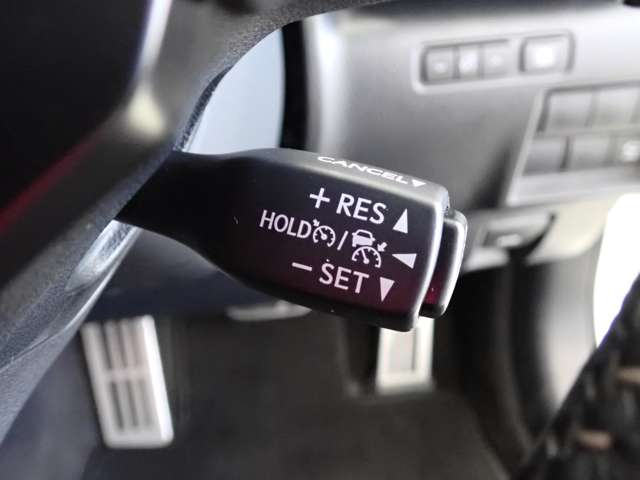 CANCEL▼
+ RES ▲
HOLD / ◀
− SET ▼